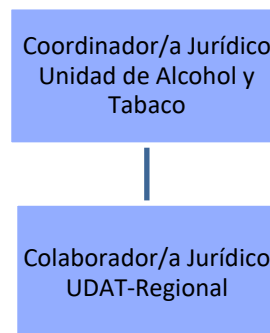 Coordinador/a Jurídico
Unidad de Alcohol y
Tabaco
Colaborador/a Jurídico
UDAT-Regional